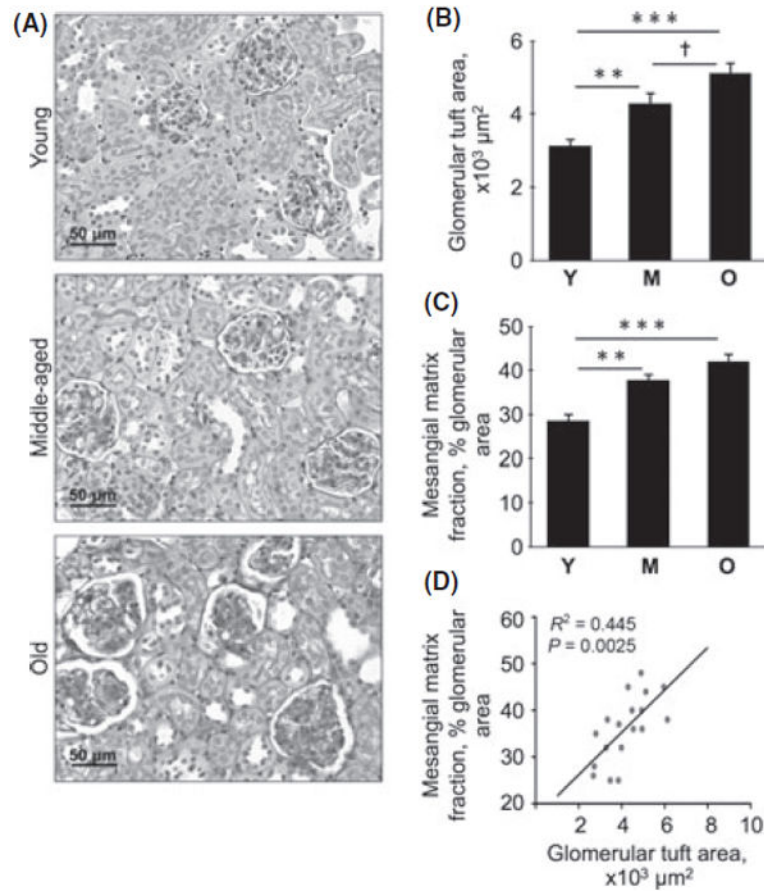 (A)
Young
50 µm
Middle-aged
50 µm
Old
50 µm
(B)
Glomerular tuft area,
x10³ µm²
6
4
2
0
***
**
†
Y M O
(C)
Mesangial matrix
fraction, % glomerular
area
50
40
30
20
10
0
***
**
Y M O
(D)
Mesangial matrix
fraction, % glomerular
area
60
50
40
30
20
R² = 0.445
P = 0.0025
2 4 6 8 10
Glomerular tuft area,
x10³ µm²